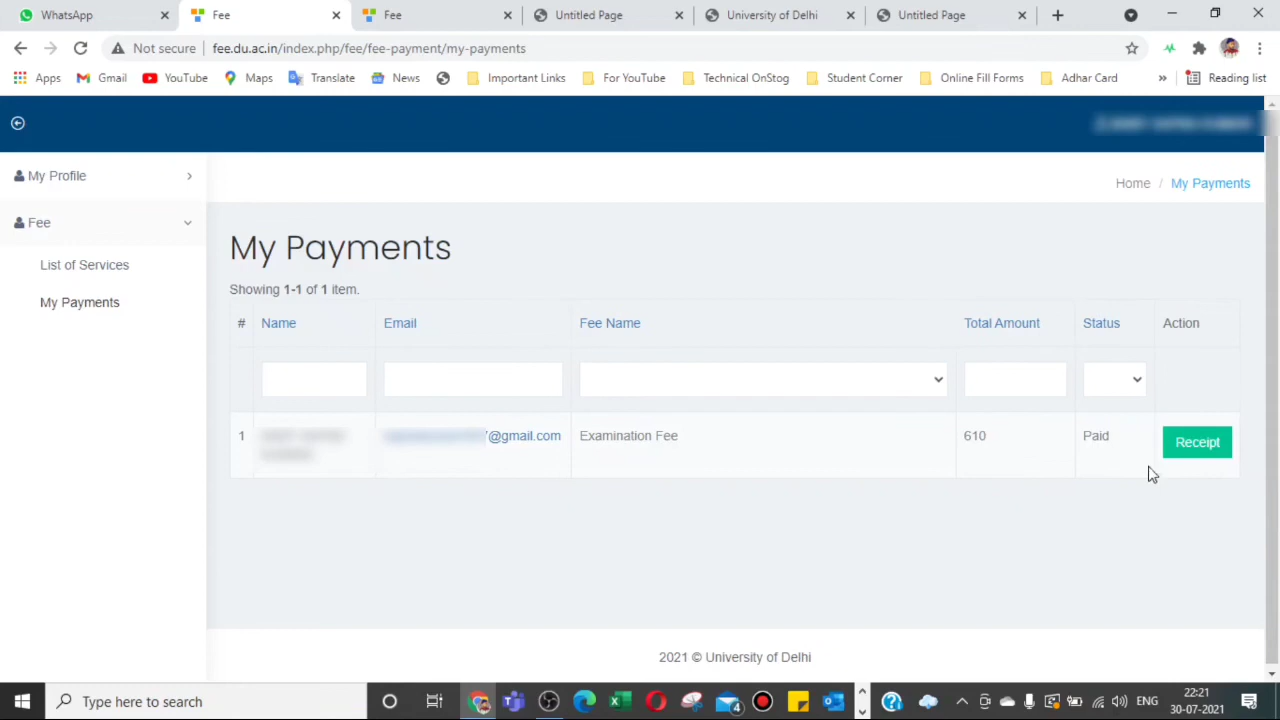 WhatsApp
Fee
Fee
Untitled Page
University of Delhi
Untitled Page
Not secure
fee.du.ac.in/index.php/fee/fee-payment/my-payments
Apps
Gmail
YouTube
Maps
Translate
News
Important Links
For YouTube
Technical OnStog
Student Corner
Online Fill Forms
Adhar Card
»
Reading list
My Profile
Home / My Payments
Fee
List of Services
My Payments
My Payments
Showing 1-1 of 1 item.
# Name Email Fee Name Total Amount Status Action
1 @gmail.com Examination Fee 610 Paid Receipt
2021 © University of Delhi
Type here to search
4
ENG
22:21
30-07-2021